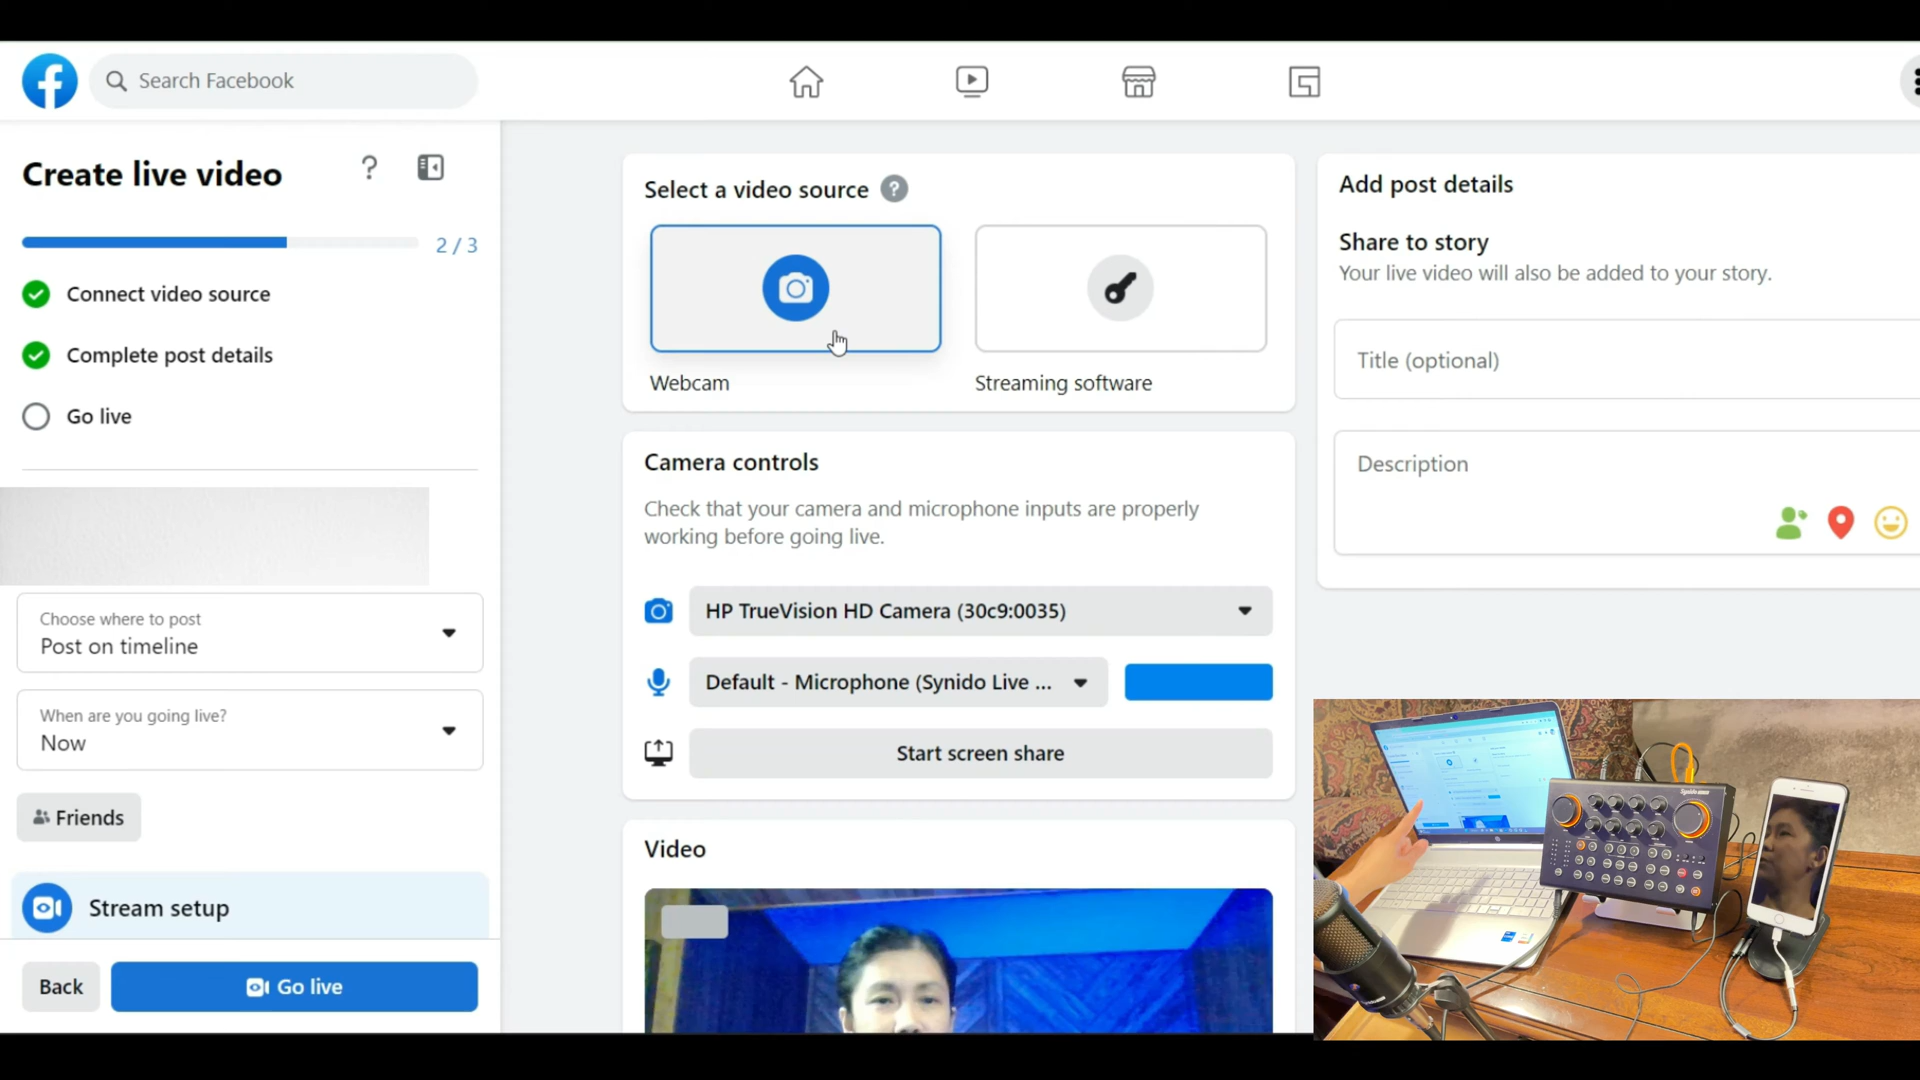 Search Facebook
Create live video
2 / 3
Connect video source
Complete post details
Go live
Choose where to post
Post on timeline
When are you going live?
Now
Friends
Stream setup
Back
Go live
Select a video source
Webcam
Streaming software
Camera controls
Check that your camera and microphone inputs are properly
working before going live.
HP TrueVision HD Camera (30c9:0035)
Default - Microphone (Synido Live ...
Start screen share
Video
Add post details
Share to story
Your live video will also be added to your story.
Title (optional)
Description
Synido